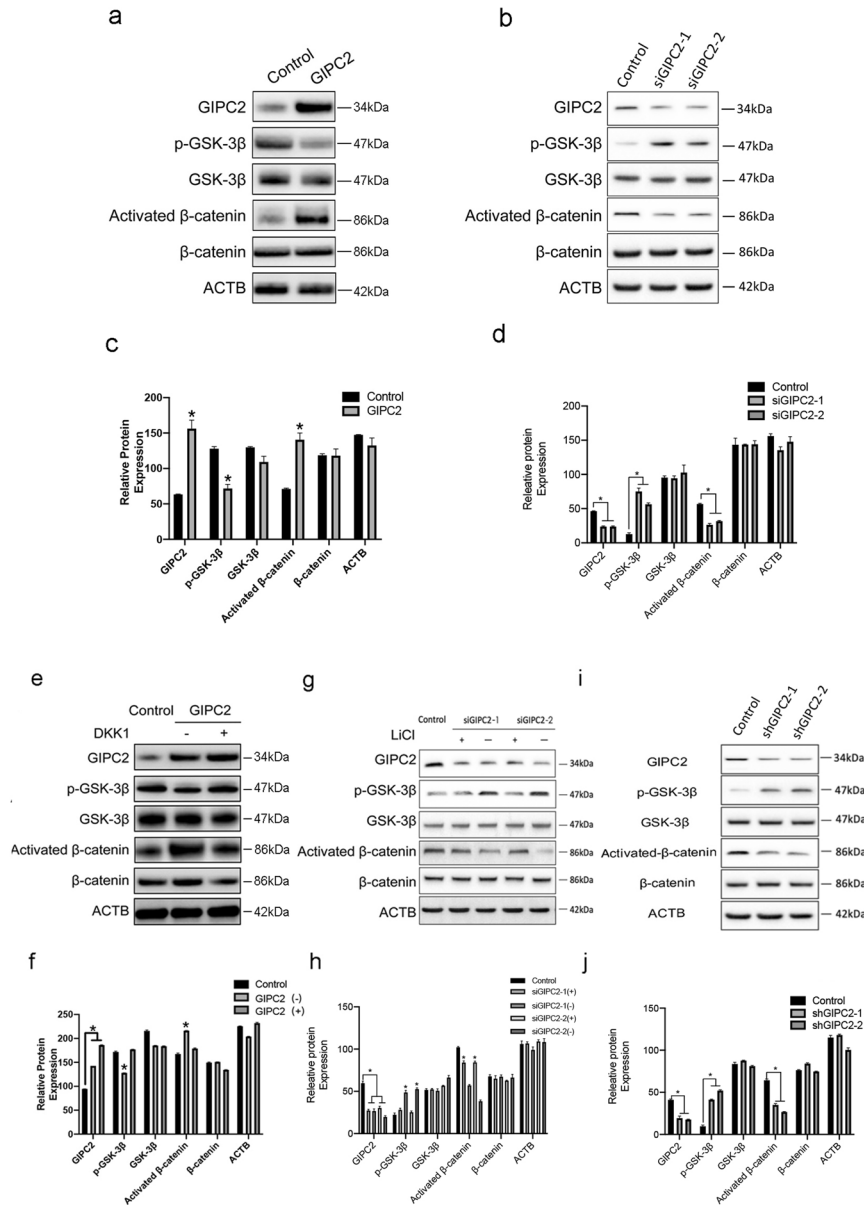 a
Control
GIPC2
GIPC2
34kDa
p-GSK-3β
47kDa
GSK-3β
47kDa
Activated β-catenin
86kDa
β-catenin
86kDa
ACTB
42kDa
b
Control
siGIPC2-1
siGIPC2-2
GIPC2
34kDa
p-GSK-3β
47kDa
GSK-3β
47kDa
Activated β-catenin
86kDa
β-catenin
86kDa
ACTB
42kDa
c
Control
GIPC2
Relative Protein
Expression
200
150
100
50
0
* * *
GIPC2 p-GSK-3β GSK-3β Activated β-catenin β-catenin ACTB
d
Control
siGIPC2-1
siGIPC2-2
Releative protein
Expression
200
150
100
50
0
* * *
GIPC2 p-GSK-3β GSK-3β Activated β-catenin β-catenin ACTB
e
Control GIPC2
DKK1 - +
GIPC2 34kDa
p-GSK-3β 47kDa
GSK-3β 47kDa
Activated β-catenin 86kDa
β-catenin 86kDa
ACTB 42kDa
g
Control siGIPC2-1 siGIPC2-2
LiCl + — + —
GIPC2 34kDa
p-GSK-3β 47kDa
GSK-3β 47kDa
Activated β-catenin 86kDa
β-catenin 86kDa
ACTB 42kDa
i
Control
shGIPC2-1
shGIPC2-2
GIPC2 34kDa
p-GSK-3β 47kDa
GSK-3β 47kDa
Activated-β-catenin 86kDa
β-catenin 86kDa
ACTB 42kDa
f
Control
GIPC2 (-)
GIPC2 (+)
Relative Protein
Expression
250
200
150
100
50
0
* * *
GIPC2 p-GSK-3β GSK-3β Activated β-catenin β-catenin ACTB
h
Control
siGIPC2-1(+)
siGIPC2-1(-)
siGIPC2-2(+)
siGIPC2-2(-)
Releative Protein
Expression
150
100
50
0
* * * * *
GIPC2 p-GSK-3β GSK-3β Activated β-catenin β-catenin ACTB
j
Control
shGIPC2-1
shGIPC2-2
Releative Protein
Expression
150
100
50
0
* * *
GIPC2 p-GSK-3β GSK-3β Activated β-catenin β-catenin ACTB